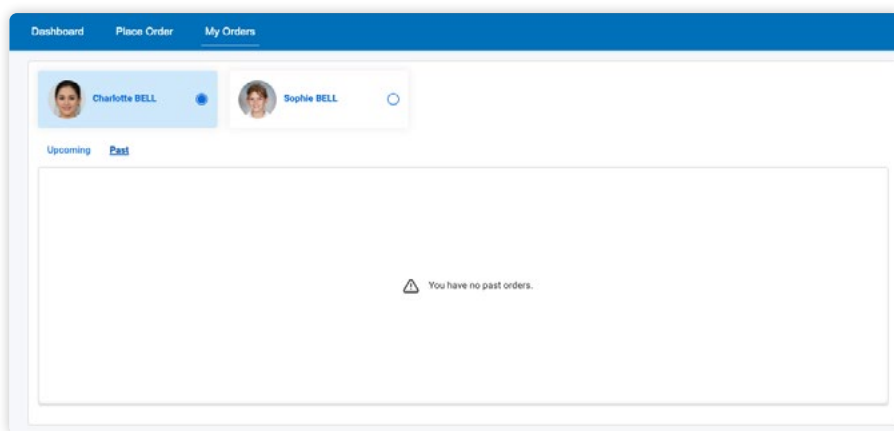 Dashboard Place Order My Orders
Charlotte BELL Sophie BELL
Upcoming Past
You have no past orders.